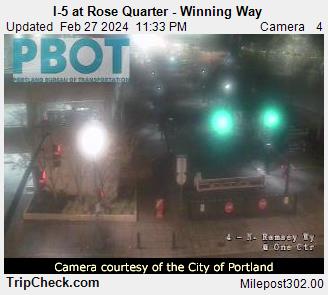 I-5 at Rose Quarter - Winning Way
Updated Feb 27 2024 11:33 PM Camera 4
PBOT
PORTLAND BUREAU OF TRANSPORTATION
4 - N. Ramsey Wy
@ One Ctr
Camera courtesy of the City of Portland
TripCheck.com Milepost302.00